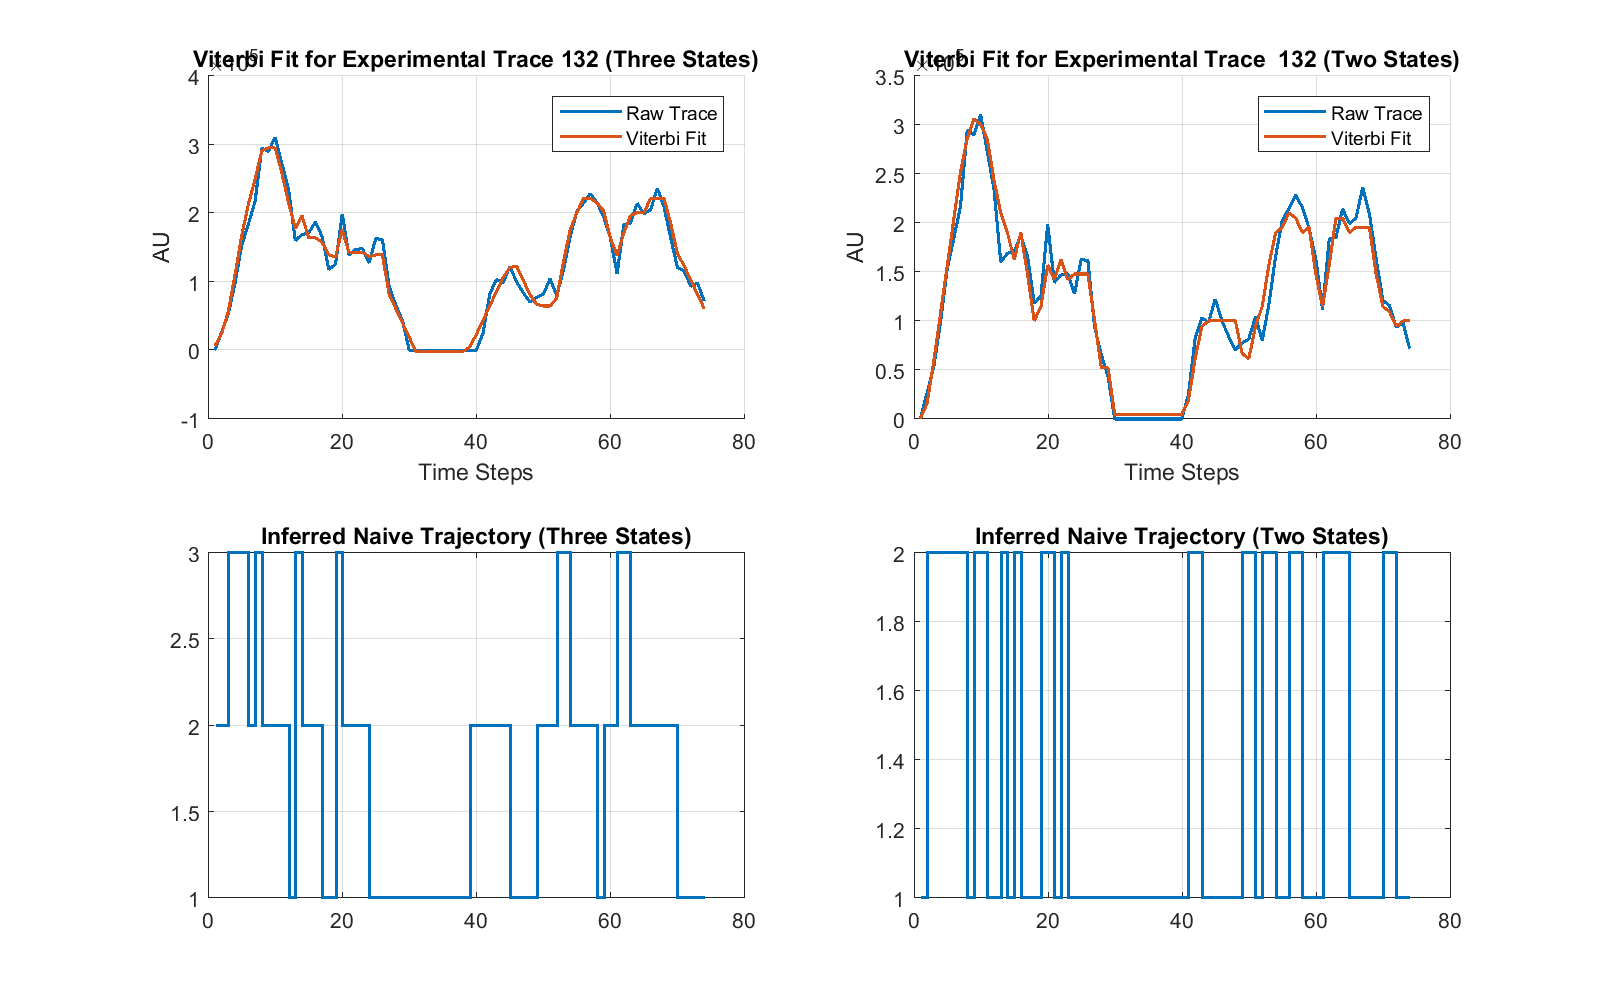 Viterbi Fit for Experimental Trace 132 (Three States)
×10^5
4
3
2
1
0
-1
AU
Raw Trace
Viterbi Fit
0 20 40 60 80
Time Steps
Viterbi Fit for Experimental Trace  132 (Two States)
×10^5
3.5
3
2.5
2
1.5
1
0.5
0
AU
Raw Trace
Viterbi Fit
0 20 40 60 80
Time Steps
Inferred Naive Trajectory (Three States)
3
2.5
2
1.5
1
0 20 40 60 80
Inferred Naive Trajectory (Two States)
2
1.8
1.6
1.4
1.2
1
0 20 40 60 80